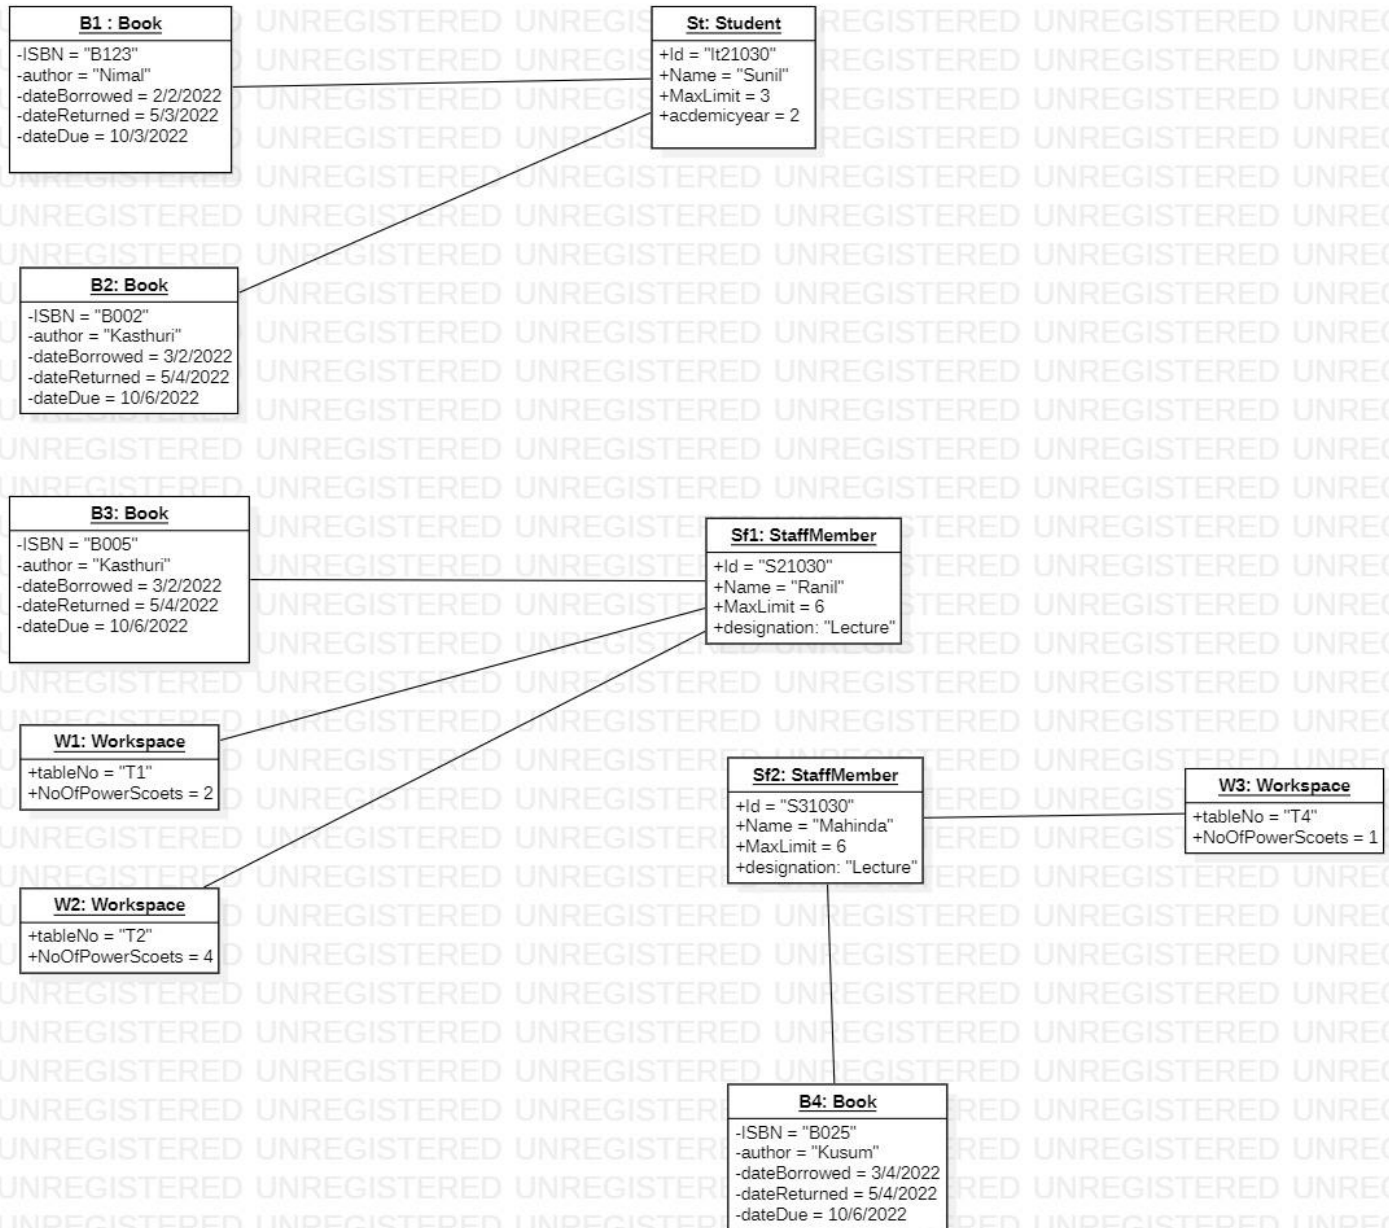 B1 : Book
-ISBN = "B123"
-author = "Nimal"
-dateBorrowed = 2/2/2022
-dateReturned = 5/3/2022
-dateDue = 10/3/2022
St: Student
+Id = "It21030"
+Name = "Sunil"
+MaxLimit = 3
+acdemicyear = 2
B2: Book
-ISBN = "B002"
-author = "Kasthuri"
-dateBorrowed = 3/2/2022
-dateReturned = 5/4/2022
-dateDue = 10/6/2022
B3: Book
-ISBN = "B005"
-author = "Kasthuri"
-dateBorrowed = 3/2/2022
-dateReturned = 5/4/2022
-dateDue = 10/6/2022
Sf1: StaffMember
+Id = "S21030"
+Name = "Ranil"
+MaxLimit = 6
+designation: "Lecture"
W1: Workspace
+tableNo = "T1"
+NoOfPowerScoets = 2
Sf2: StaffMember
+Id = "S31030"
+Name = "Mahinda"
+MaxLimit = 6
+designation: "Lecture"
W3: Workspace
+tableNo = "T4"
+NoOfPowerScoets = 1
W2: Workspace
+tableNo = "T2"
+NoOfPowerScoets = 4
B4: Book
-ISBN = "B025"
-author = "Kusum"
-dateBorrowed = 3/4/2022
-dateReturned = 5/4/2022
-dateDue = 10/6/2022
UNREGISTERED